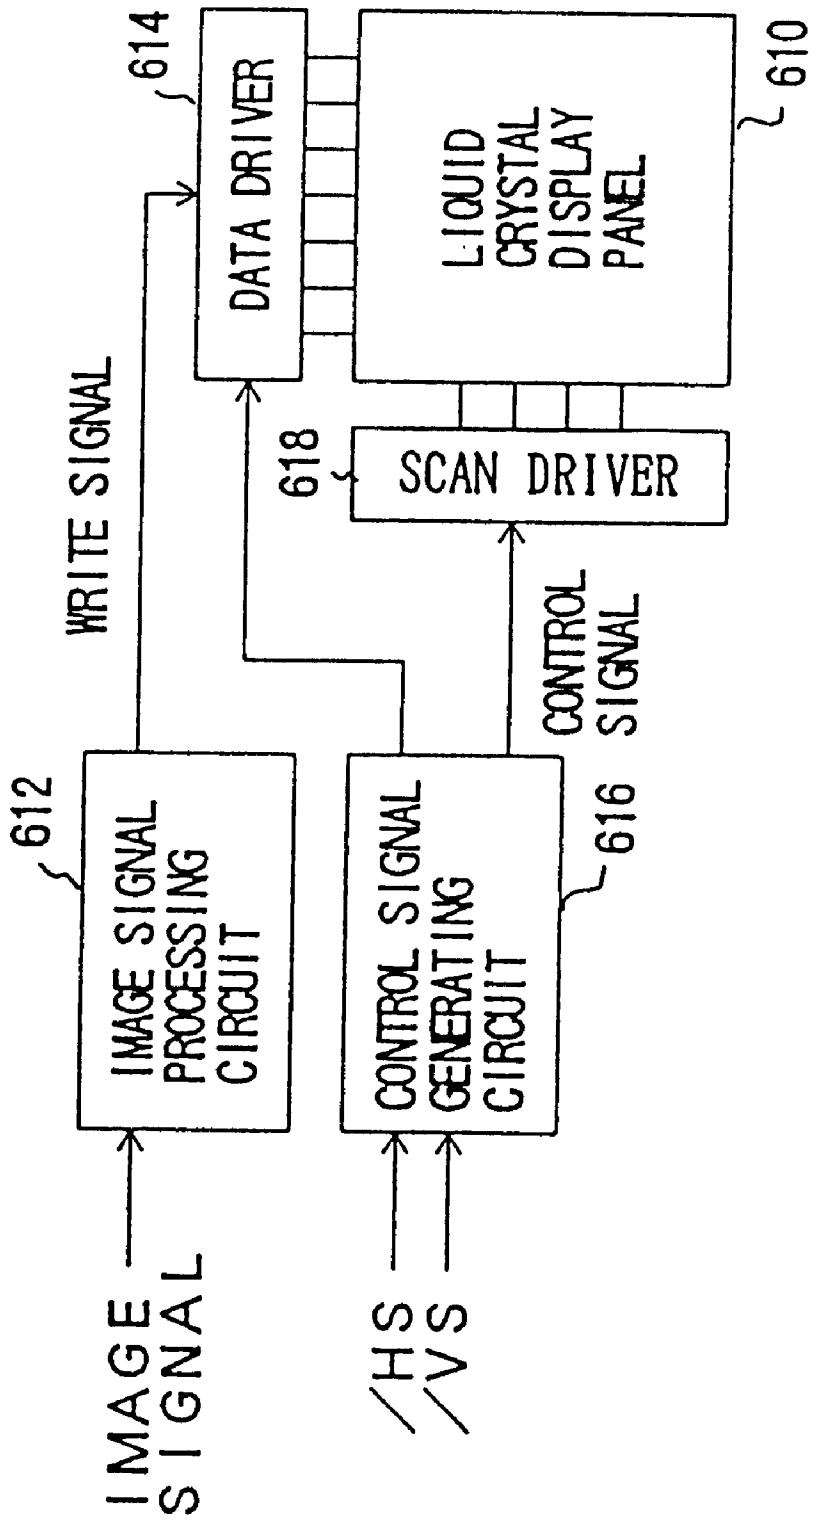 614
DATA DRIVER
WRITE SIGNAL
LIQUID
CRYSTAL
DISPLAY
PANEL
610
618
SCAN DRIVER
612
IMAGE SIGNAL
PROCESSING
CIRCUIT
CONTROL
SIGNAL
CONTROL SIGNAL
GENERATING
CIRCUIT
616
IMAGE
SIGNAL
/HS
/VS